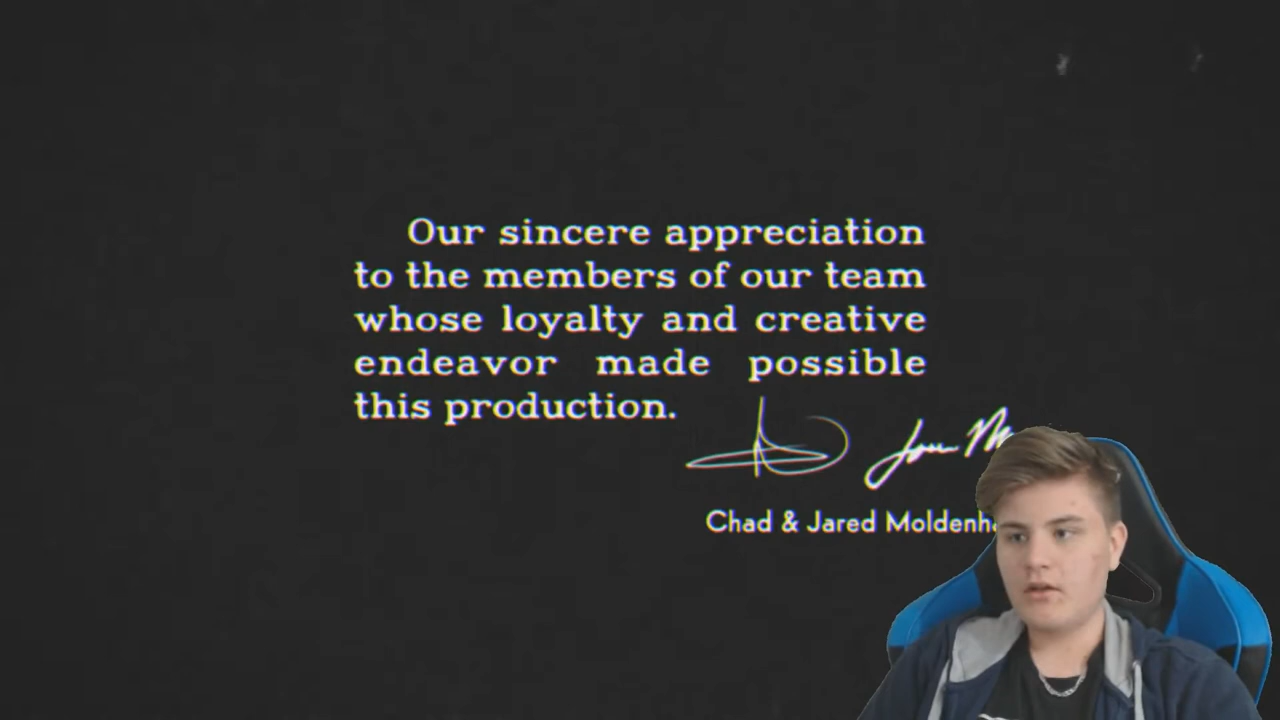 Our sincere appreciation
to the members of our team
whose loyalty and creative
endeavor made possible
this production.
Chad & Jared